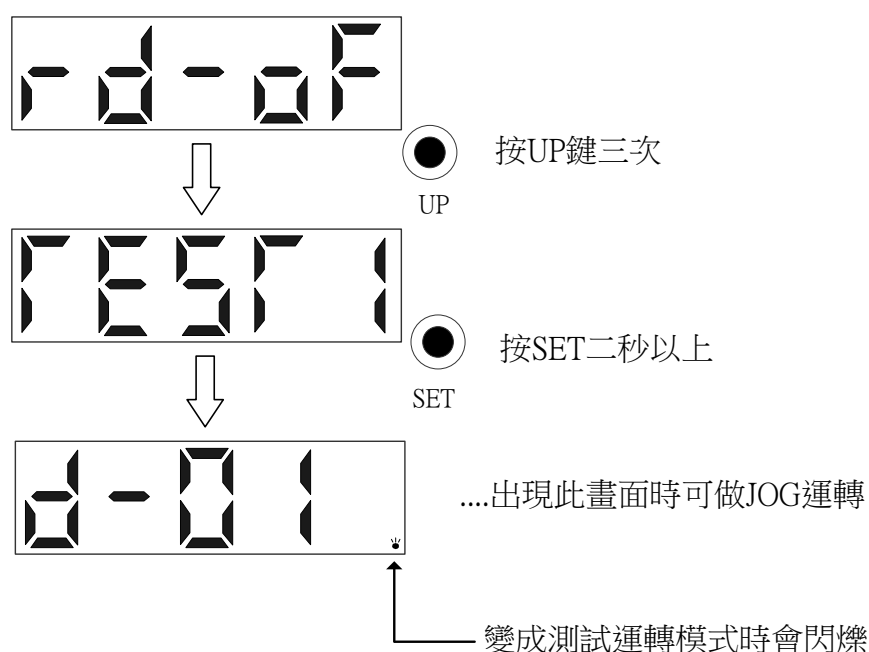 rd-oF
按UP鍵三次
UP
TEST1
按SET二秒以上
SET
d-01
....出現此畫面時可做JOG運轉
變成測試運轉模式時會閃爍